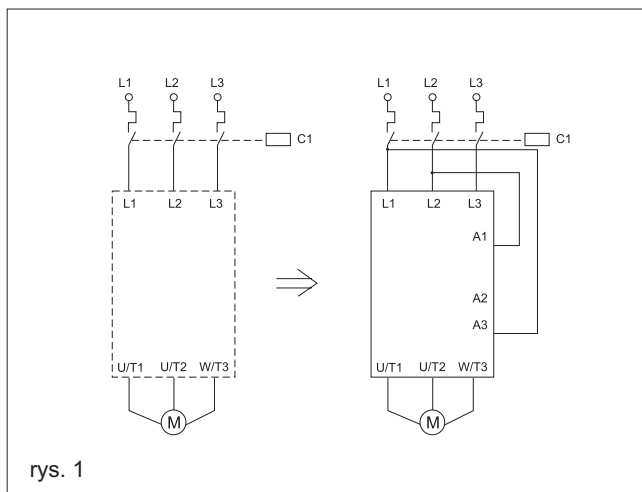 L1 L2 L3 L1 L2 L3
C1 C1
L1 L2 L3 L1 L2 L3
A1
A2
A3
U/T1 U/T2 W/T3 U/T1 U/T2 W/T3
M M
rys. 1